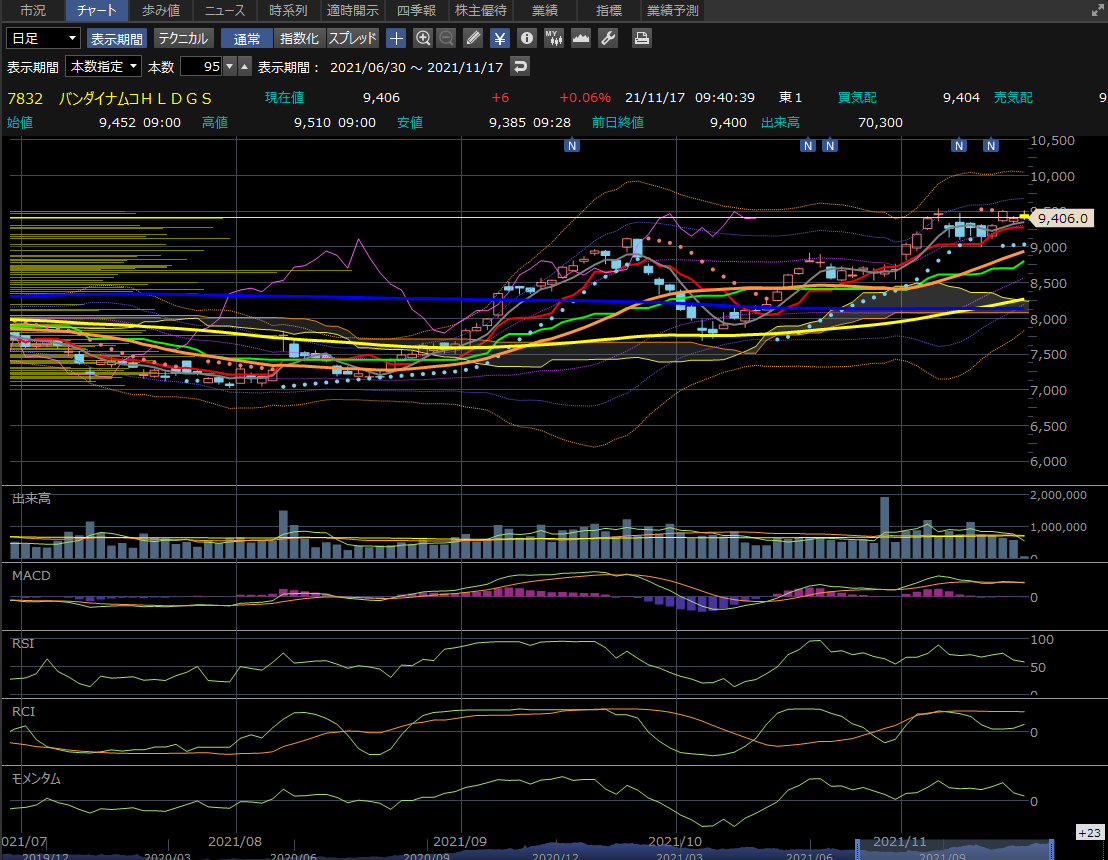 市況 チャート 歩み値 ニュース 時系列 適時開示 四季報 株主優待 業績 指標 業績予測
日足 表示期間 テクニカル 通常 指数化 スプレッド ¥ MY
表示期間 本数指定 本数 95 表示期間： 2021/06/30 ～ 2021/11/17
7832 バンダイナムコＨＬＤＧＳ 現在値 9,406 +6 +0.06% 21/11/17 09:40:39 東1 買気配 9,404 売気配 9
始値 9,452 09:00 高値 9,510 09:00 安値 9,385 09:28 前日終値 9,400 出来高 70,300
N N N N N
10,500
10,000
9,406.0
9,000
8,500
8,000
7,500
7,000
6,500
6,000
出来高
2,000,000
1,000,000
0
MACD
0
RSI
100
50
0
RCI
0
モメンタム
0
+23
021/07 2021/08 2021/09 2021/10 2021/11
2019/12 2020/03 2020/06 2020/09 2020/12 2021/03 2021/06 2021/09